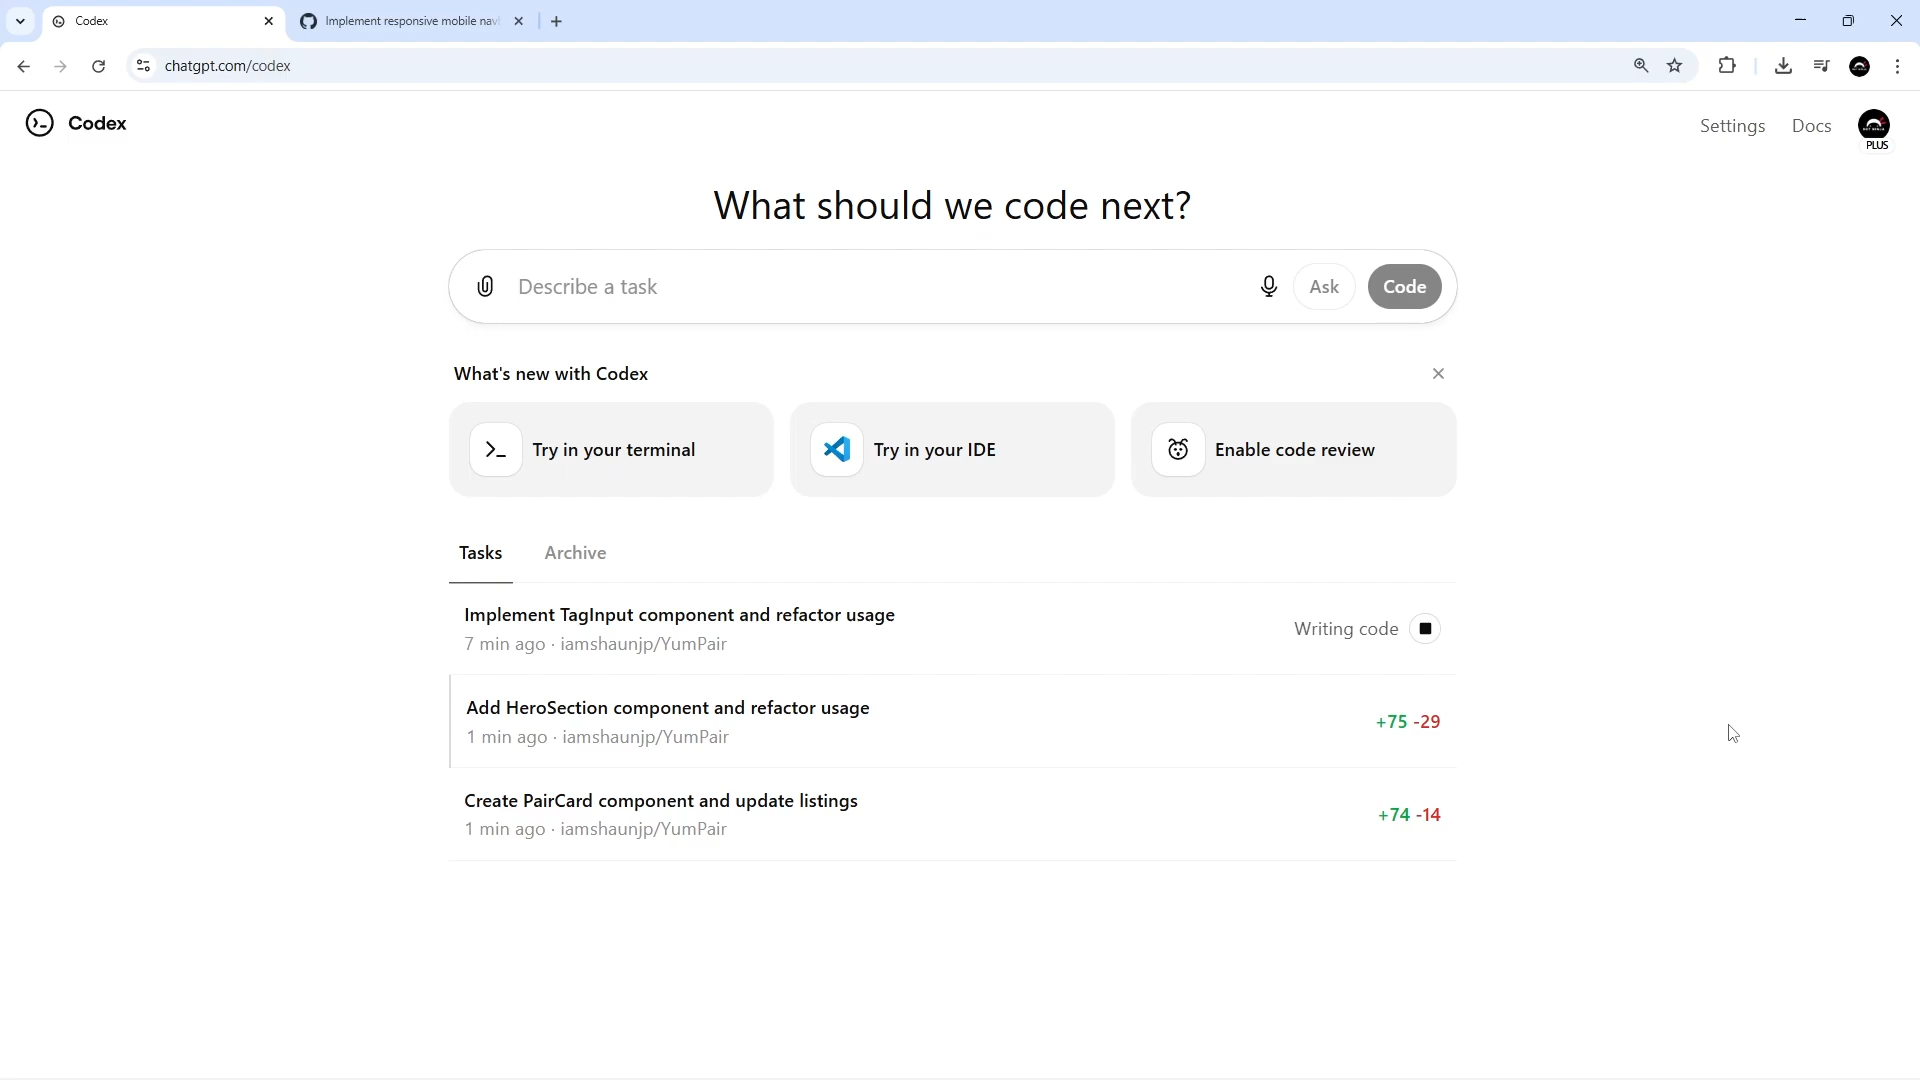 Codex
Implement responsive mobile nav
chatgpt.com/codex
Codex
Settings
Docs
PLUS
What should we code next?
Describe a task
Ask
Code
What's new with Codex
Try in your terminal
Try in your IDE
Enable code review
Tasks
Archive
Implement TagInput component and refactor usage
7 min ago · iamshaunjp/YumPair
Writing code
Add HeroSection component and refactor usage
1 min ago · iamshaunjp/YumPair
+75 -29
Create PairCard component and update listings
1 min ago · iamshaunjp/YumPair
+74 -14